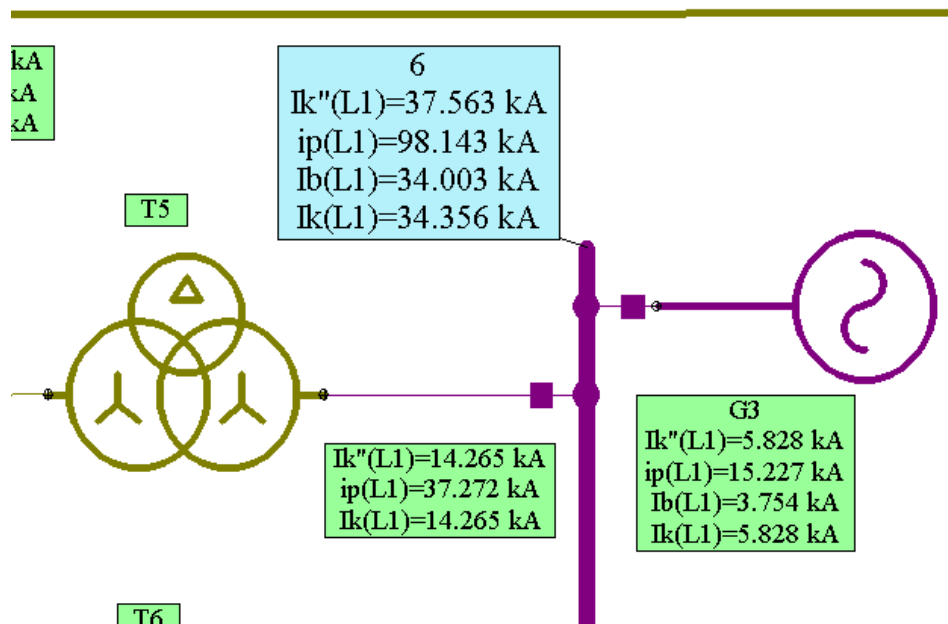 kA
kA
kA
6
Ik"(L1)=37.563 kA
ip(L1)=98.143 kA
Ib(L1)=34.003 kA
Ik(L1)=34.356 kA
T5
G3
Ik"(L1)=5.828 kA
ip(L1)=15.227 kA
Ib(L1)=3.754 kA
Ik(L1)=5.828 kA
Ik"(L1)=14.265 kA
ip(L1)=37.272 kA
Ik(L1)=14.265 kA
T6